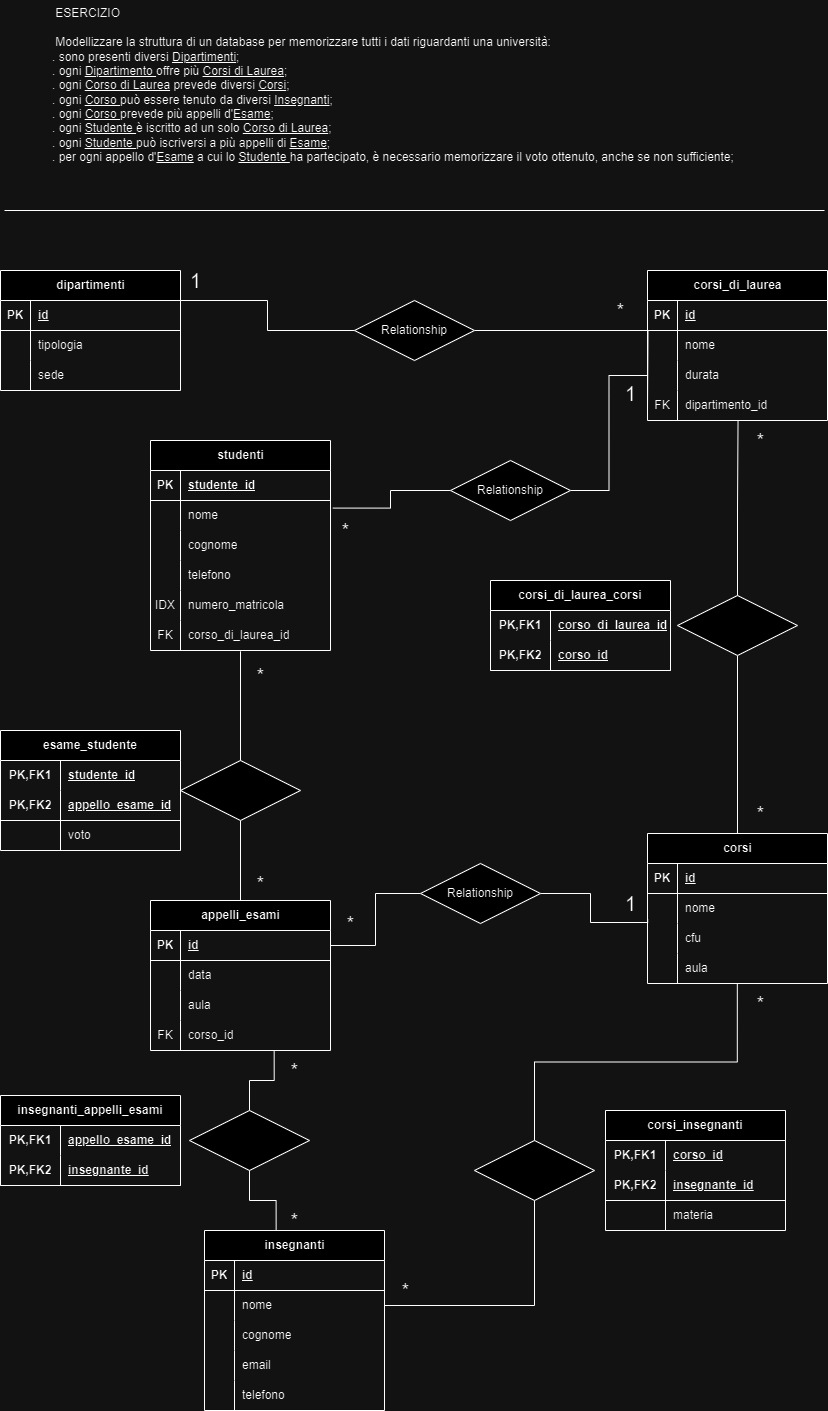 ESERCIZIO
Modellizzare la struttura di un database per memorizzare tutti i dati riguardanti una università:
. sono presenti diversi Dipartimenti;
. ogni Dipartimento offre più Corsi di Laurea;
. ogni Corso di Laurea prevede diversi Corsi;
. ogni Corso può essere tenuto da diversi Insegnanti;
. ogni Corso prevede più appelli d'Esame;
. ogni Studente è iscritto ad un solo Corso di Laurea;
. ogni Studente può iscriversi a più appelli di Esame;
. per ogni appello d'Esame a cui lo Studente ha partecipato, è necessario memorizzare il voto ottenuto, anche se non sufficiente;
dipartimenti
PK id
tipologia
sede
1
Relationship
*
corsi_di_laurea
PK id
nome
durata
FK dipartimento_id
1
*
studenti
PK studente_id
nome
cognome
telefono
IDX numero_matricola
FK corso_di_laurea_id
Relationship
*
corsi_di_laurea_corsi
PK,FK1 corso_di_laurea_id
PK,FK2 corso_id
*
esame_studente
PK,FK1 studente_id
PK,FK2 appello_esame_id
voto
*
*
corsi
PK id
nome
cfu
aula
Relationship
1
*
appelli_esami
PK id
data
aula
FK corso_id
*
*
insegnanti_appelli_esami
PK,FK1 appello_esame_id
PK,FK2 insegnante_id
corsi_insegnanti
PK,FK1 corso_id
PK,FK2 insegnante_id
materia
*
insegnanti
PK id
nome
cognome
email
telefono
*